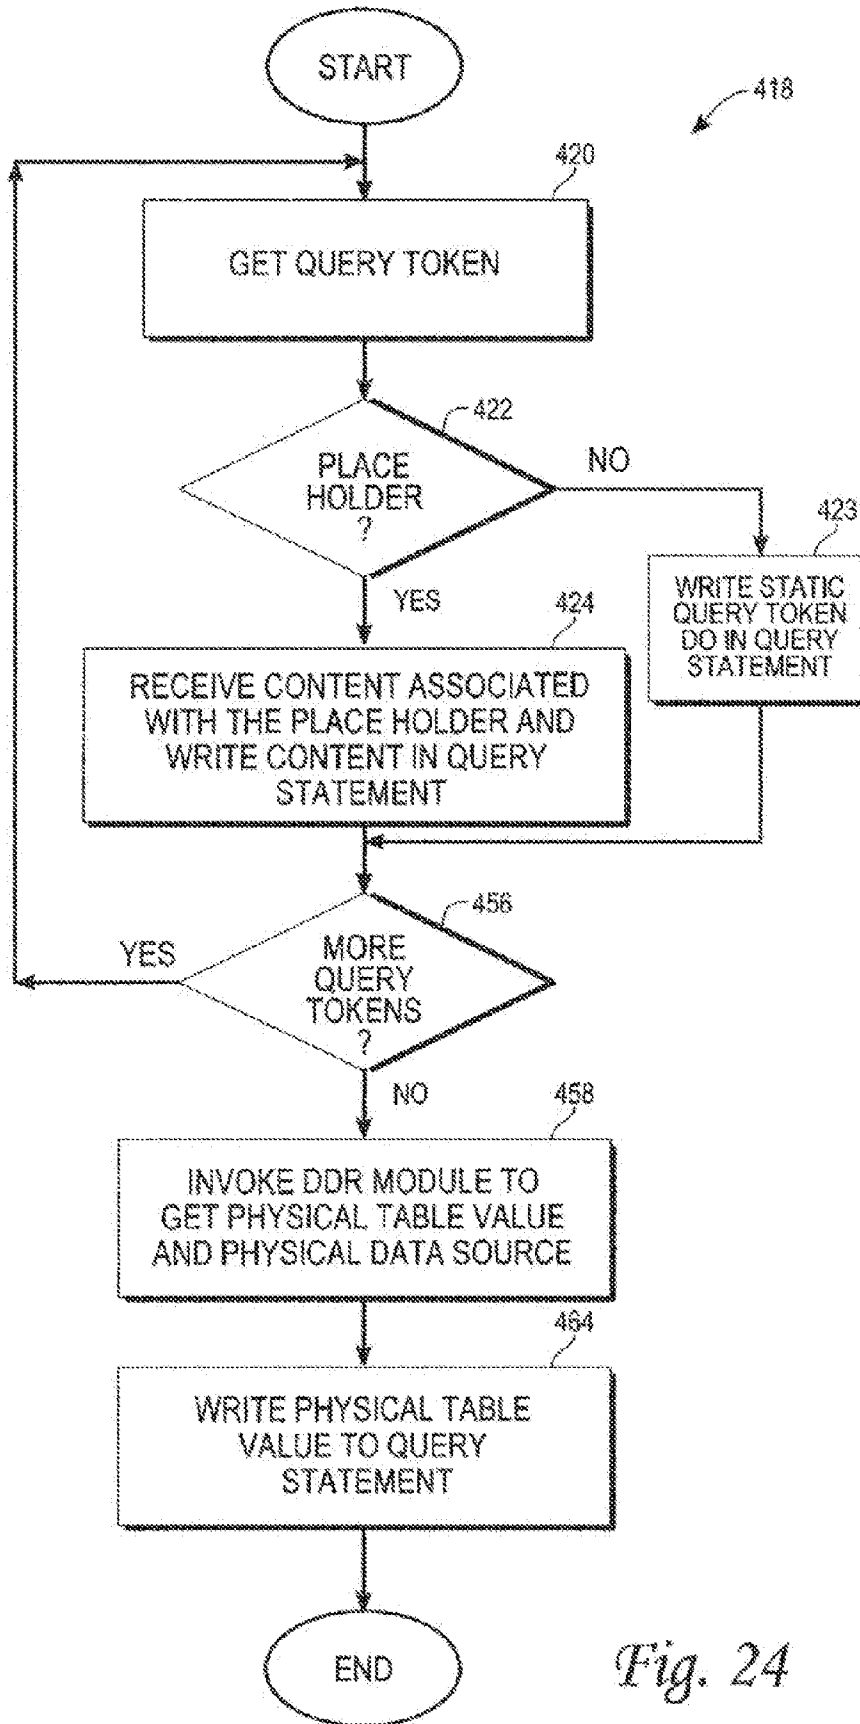 START
418
420
GET QUERY TOKEN
422
PLACE
HOLDER
?
NO
YES
423
WRITE STATIC
QUERY TOKEN
DO IN QUERY
STATEMENT
424
RECEIVE CONTENT ASSOCIATED
WITH THE PLACE HOLDER AND
WRITE CONTENT IN QUERY
STATEMENT
456
YES
MORE
QUERY
TOKENS
?
NO
458
INVOKE DDR MODULE TO
GET PHYSICAL TABLE VALUE
AND PHYSICAL DATA SOURCE
464
WRITE PHYSICAL TABLE
VALUE TO QUERY
STATEMENT
END
Fig. 24